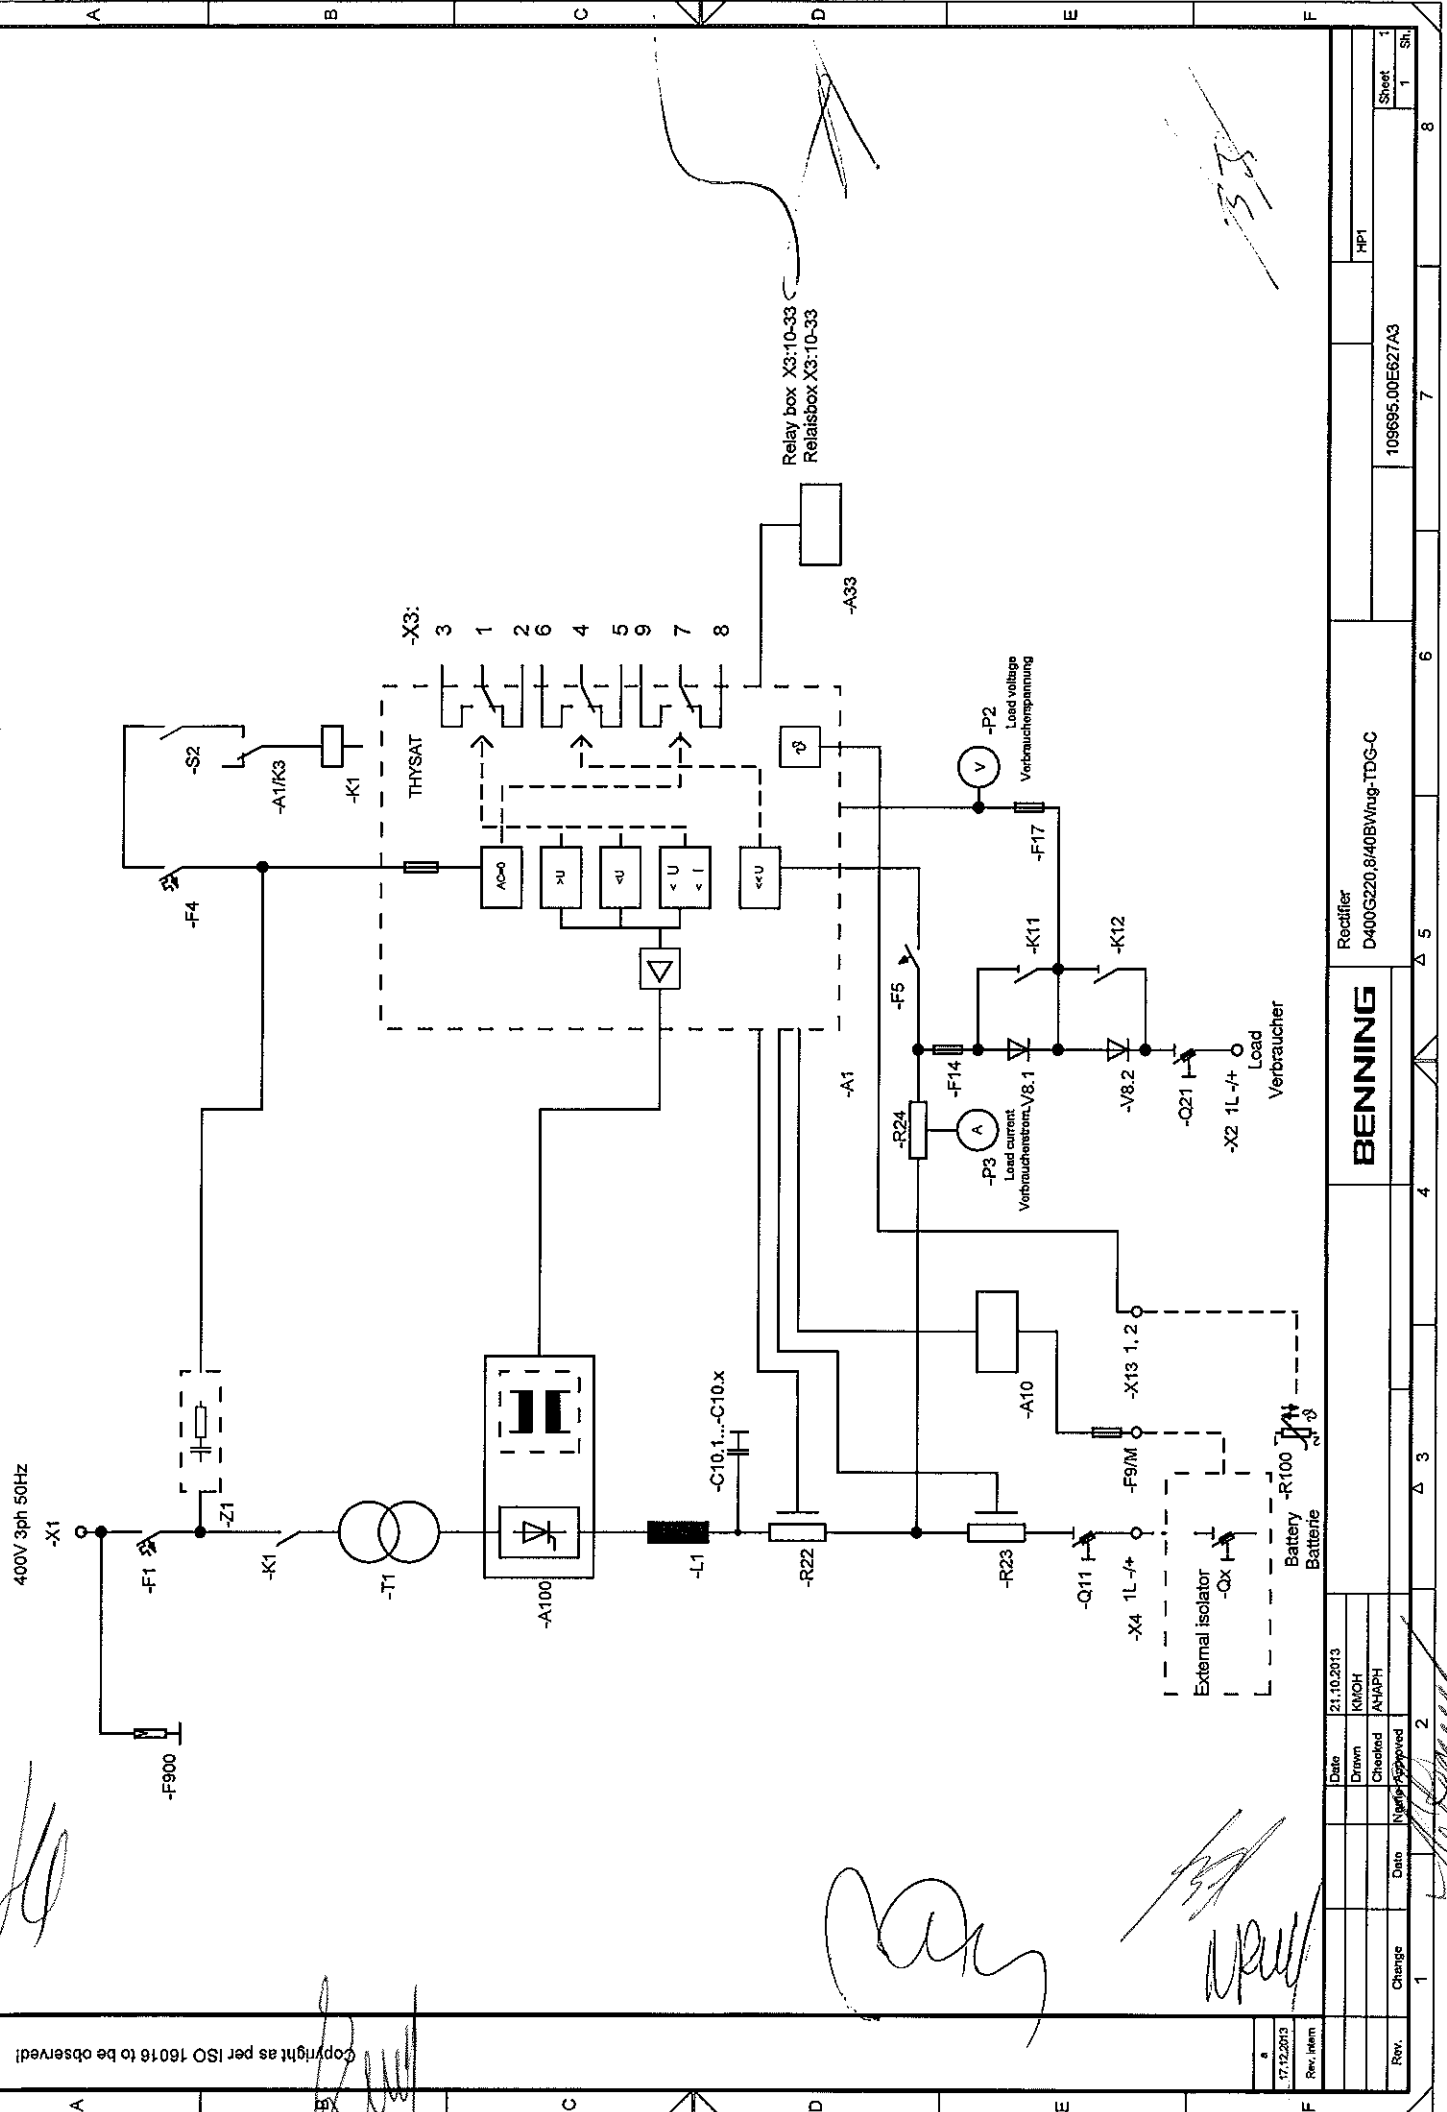 A
B
C
D
E
F
400V 3ph 50Hz
-X1
-F900
-F1
-Z1
-K1
-T1
-A100
-L1
-C10.1...-C10.x
-R22
-R23
-Q11
-X4 1L -/+
External isolator
-Qx
-F9/M
-X13 1, 2
-A10
Battery -R100
Batterie
ϑ
-F4
-S2
-A1/K3
-K1
THYSAT
-X3:
3
1
2
6
4
5
9
7
8
AC=0
>U
<U
< U
< I
<<U
ϑ
-A1
-A33
Relay box X3:10-33
Relaisbox X3:10-33
-F5
-R24
-P3
A
Load current
Verbraucherstrom
-F14
-V8.1
-V8.2
-K11
-K12
-F17
-P2
V
Load voltage
Verbraucherspannung
-Q21
-X2 1L -/+
Load
Verbraucher
Copyright as per ISO 16016 to be observed!
a
17.12.2013
Rev. intern
Rev.
Change
Date
Name
Date 21.10.2013
Drawn KMOH
Checked AHAPH
Approved
BENNING
Rectifier
D400G220,8/40BWrug-TDG-C
109695.00E627A3
HP1
Sheet 1
1 Sh.
1
2
3
4
5
6
7
8
A
B
C
D
E
F